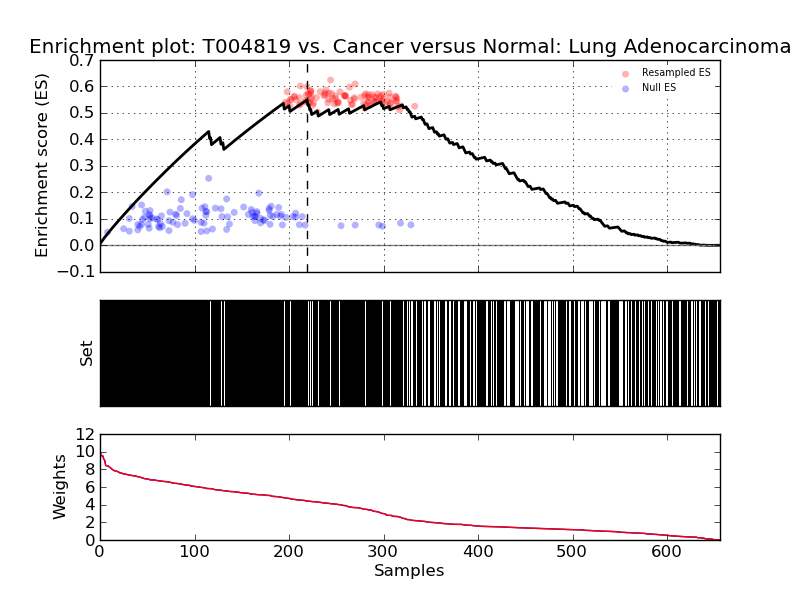 Enrichment plot: T004819 vs. Cancer versus Normal: Lung Adenocarcinoma
0.7
0.6
0.5
0.4
0.3
0.2
0.1
0.0
−0.1
Enrichment score (ES)
Resampled ES
Null ES
Set
12
10
8
6
4
2
0
Weights
0 100 200 300 400 500 600
Samples